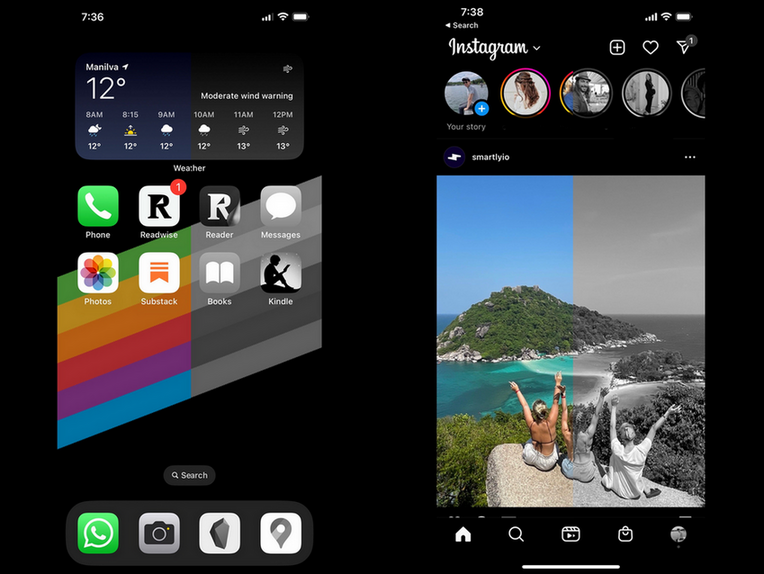 7:36
Manilva
12°
Moderate wind warning
8AM 8:15 9AM 10AM 11AM 12PM
12° 12° 12° 12° 13° 13°
Weather
R 1 R
Phone Readwise Reader Messages
Photos Substack Books Kindle
Search
7:38
Search
Instagram 1
Your story
smartlyio